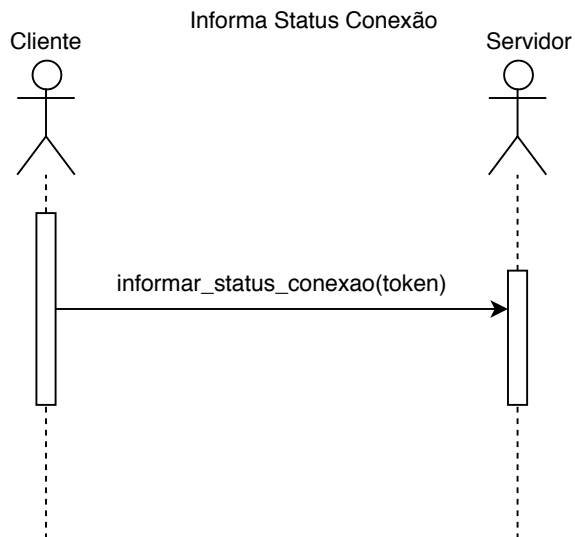 Informa Status Conexão
Cliente
Servidor
informar_status_conexao(token)